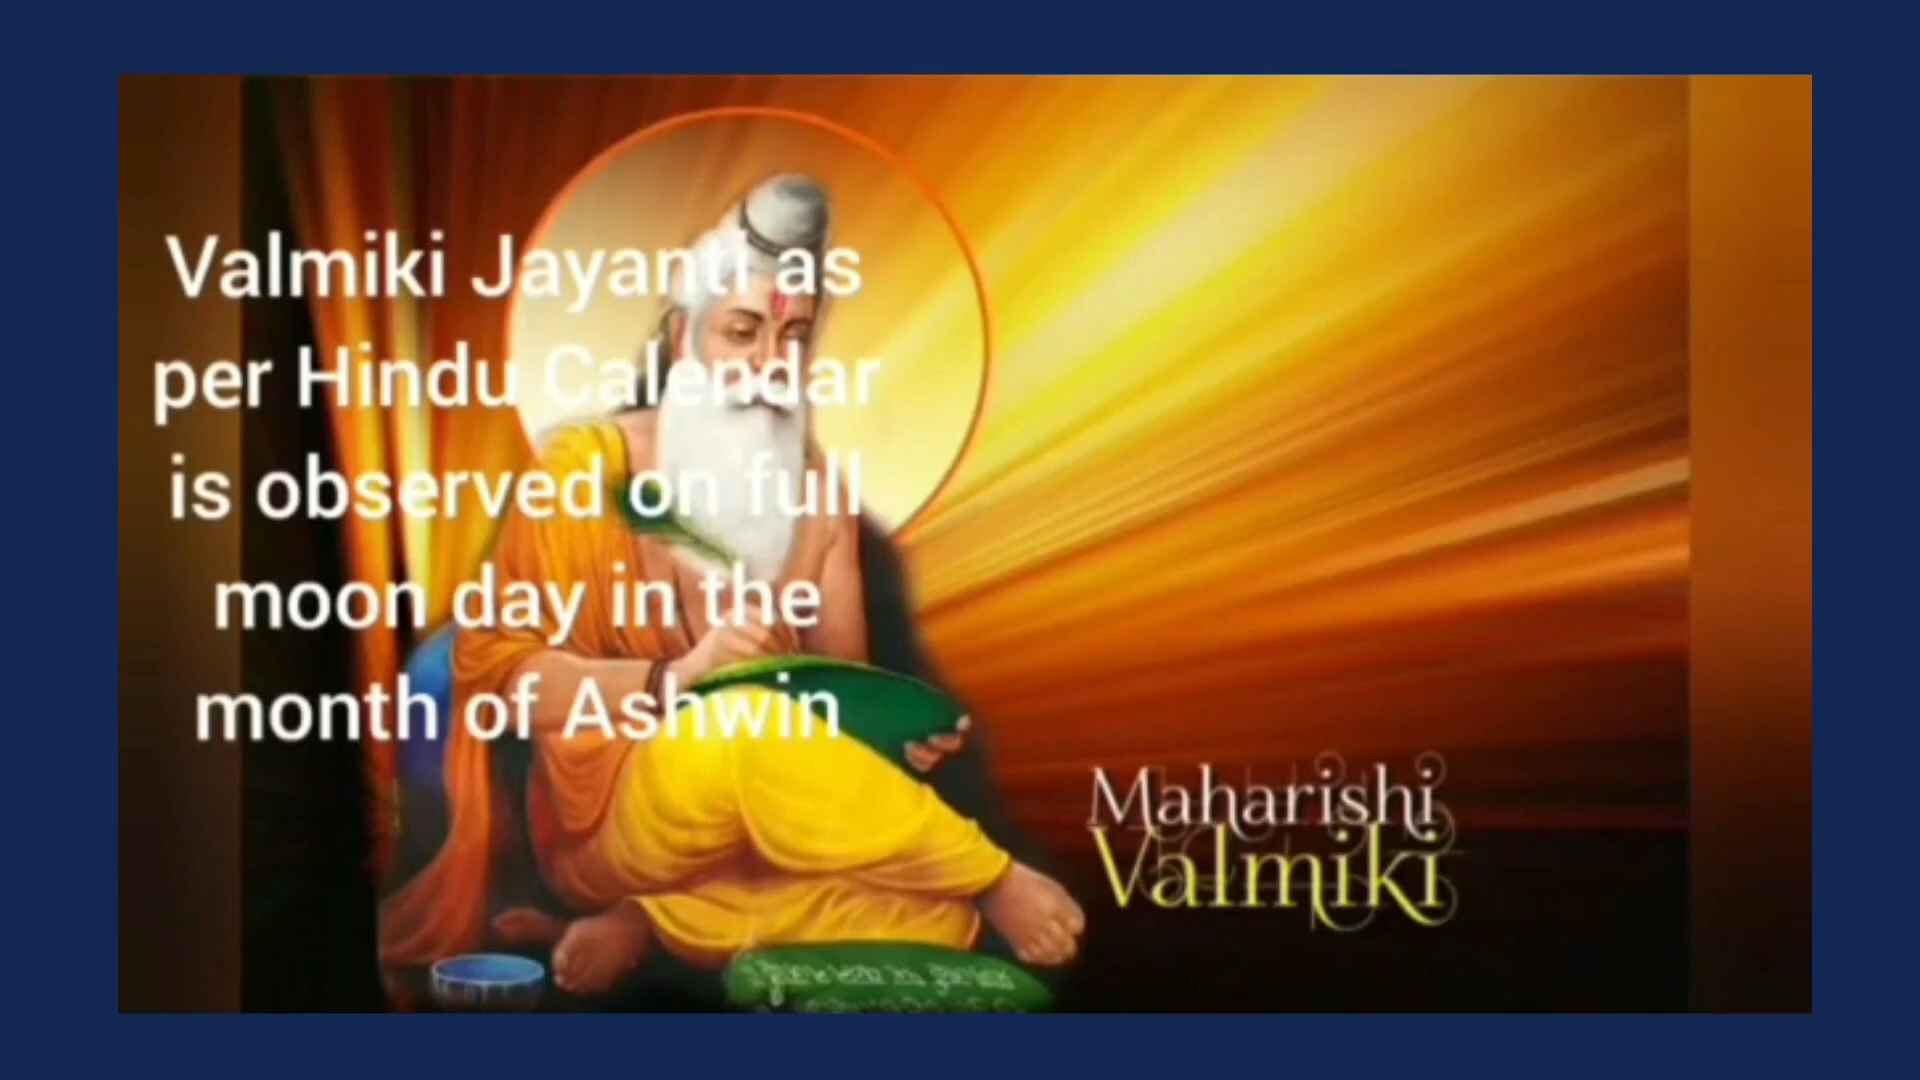 Valmiki Jayanti as
per Hindu Calendar
is observed on full
moon day in the
month of Ashwin
Maharishi
Valmiki